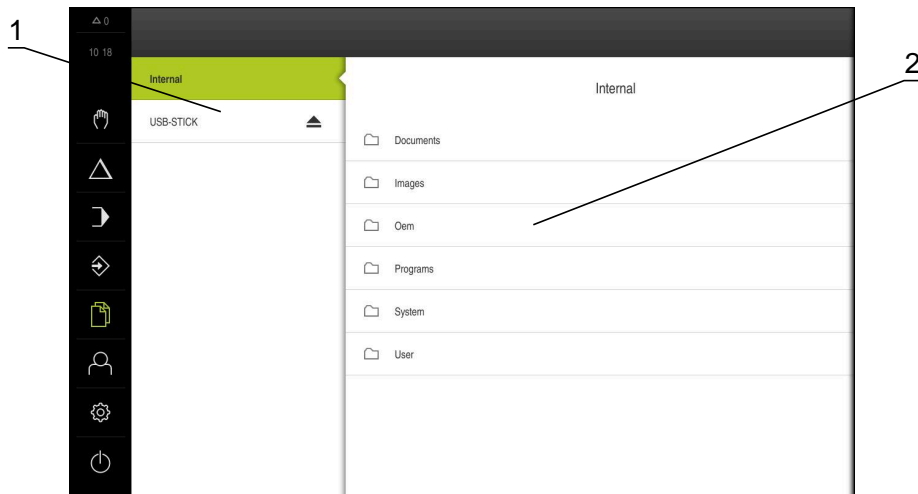 1
0
10 18
Internal
USB-STICK
2
Internal
Documents
Images
Oem
Programs
System
User